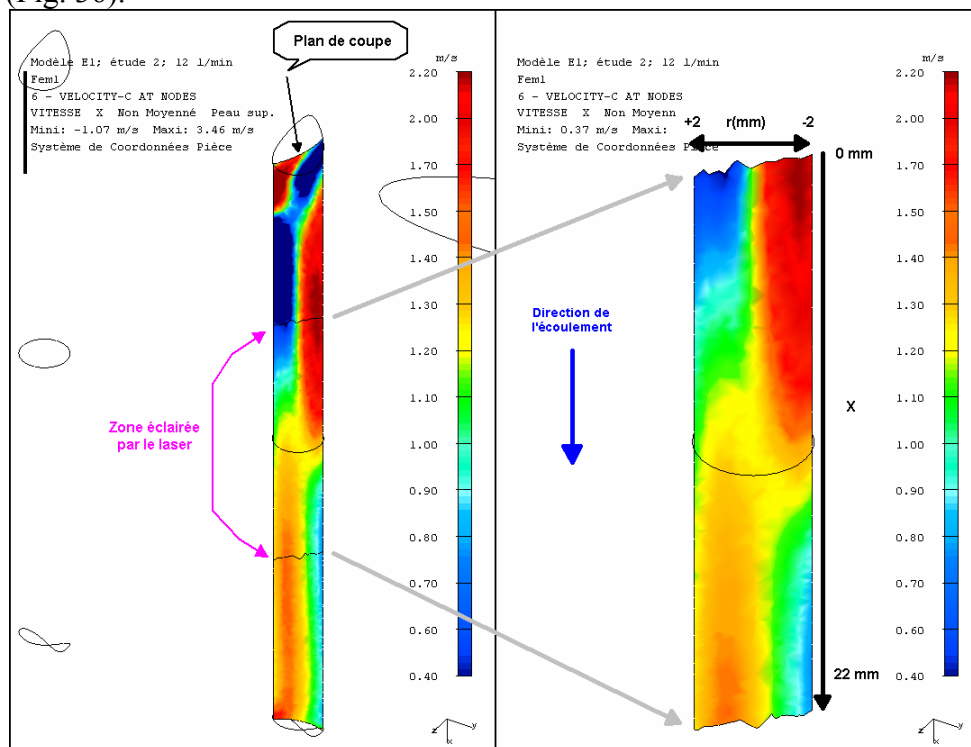 (Fig. 36).
Plan de coupe
Modèle E1; étude 2; 12 l/min
Fem1
6 - VELOCITY-C AT NODES
VITESSE X Non Moyenné Peau sup.
Mini: -1.07 m/s Maxi: 3.46 m/s
Système de Coordonnées Pièce
m/s
2.20
2.00
1.70
1.50
1.40
1.30
1.20
1.10
1.00
0.90
0.80
0.70
0.60
0.40
Zone éclairée
par le laser
z
x
y
Modèle E1; étude 2; 12 l/min
Fem1
6 - VELOCITY-C AT NODES
VITESSE X Non Moyenn
Mini: 0.37 m/s Maxi:
Système de Coordonnées Pièce
+2 r(mm) -2
0 mm
Direction de
l'écoulement
X
22 mm
m/s
2.20
2.00
1.70
1.50
1.40
1.30
1.20
1.10
1.00
0.90
0.80
0.70
0.60
0.40
z
x
y